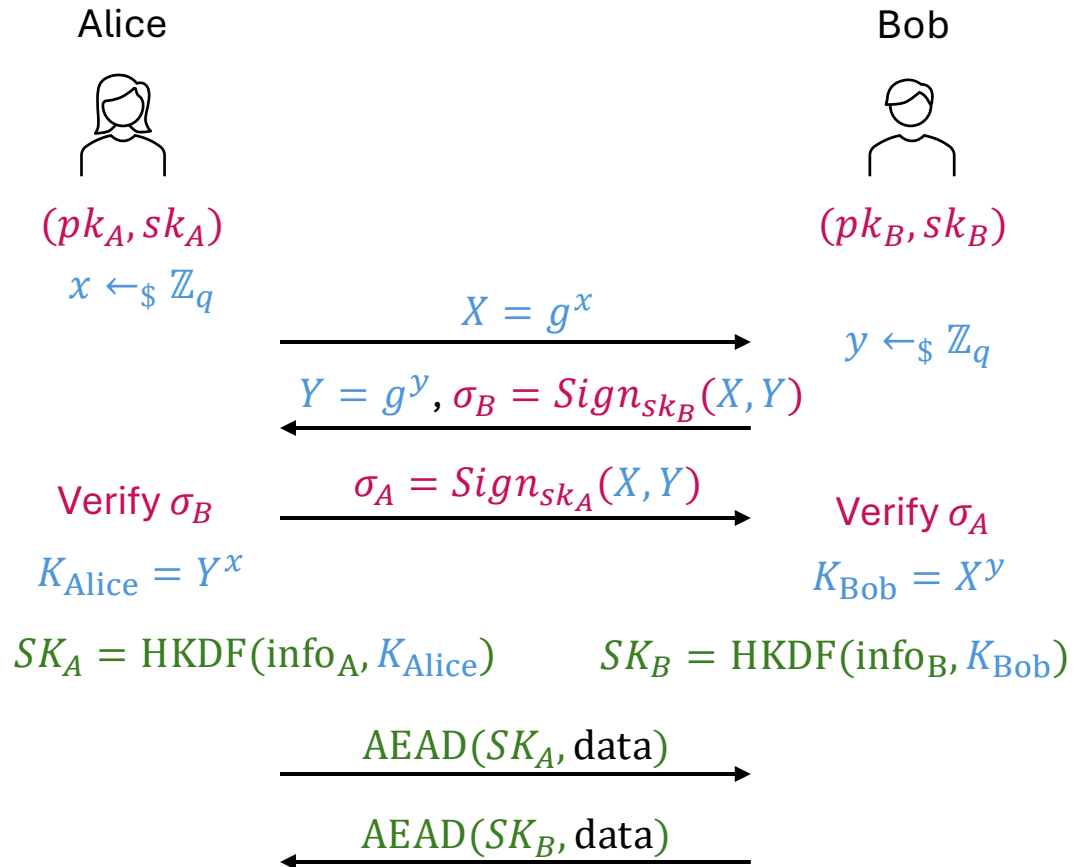 Alice Bob
(pk_A, sk_A) (pk_B, sk_B)
x ←_$ ℤ_q
X = g^x
y ←_$ ℤ_q
Y = g^y, σ_B = Sign_{sk_B}(X, Y)
σ_A = Sign_{sk_A}(X, Y)
Verify σ_B Verify σ_A
K_Alice = Y^x K_Bob = X^y
SK_A = HKDF(info_A, K_Alice) SK_B = HKDF(info_B, K_Bob)
AEAD(SK_A, data)
AEAD(SK_B, data)